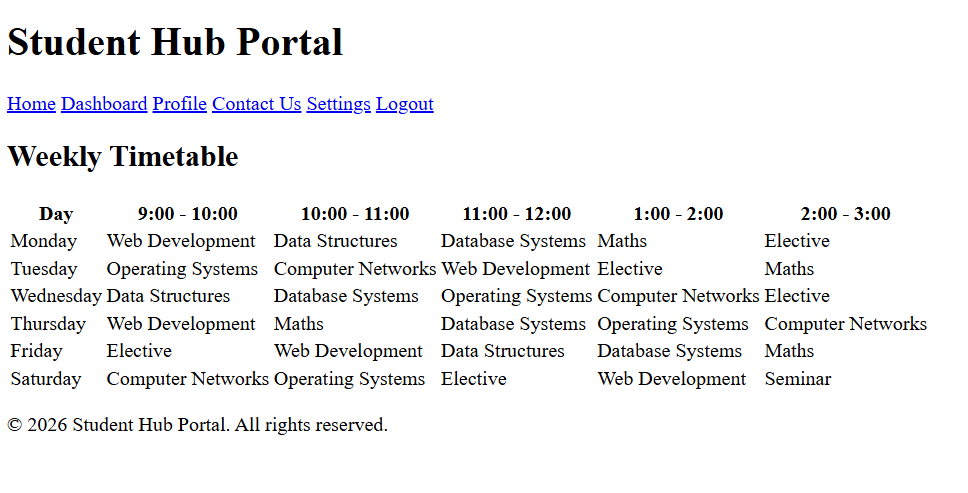 Student Hub Portal
Home Dashboard Profile Contact Us Settings Logout
Weekly Timetable
Day 9:00 - 10:00 10:00 - 11:00 11:00 - 12:00 1:00 - 2:00 2:00 - 3:00
Monday Web Development Data Structures Database Systems Maths Elective
Tuesday Operating Systems Computer Networks Web Development Elective Maths
Wednesday Data Structures Database Systems Operating Systems Computer Networks Elective
Thursday Web Development Maths Database Systems Operating Systems Computer Networks
Friday Elective Web Development Data Structures Database Systems Maths
Saturday Computer Networks Operating Systems Elective Web Development Seminar
© 2026 Student Hub Portal. All rights reserved.